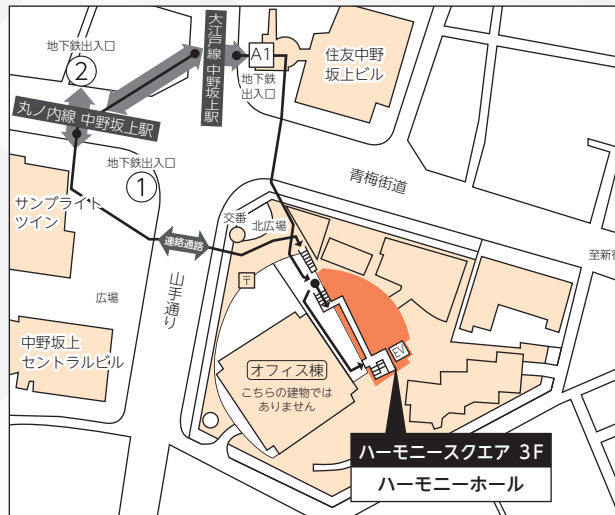 地下鉄出入口
②
大江戸線 中野坂上駅
A1
地下鉄
出入口
住友中野
坂上ビル
丸ノ内線 中野坂上駅
地下鉄出入口
①
青梅街道
サンブライト
ツイン
交番
北広場
連絡通路
至新宿
山手通り
〒
広場
中野坂上
セントラルビル
オフィス棟
こちらの建物では
ありません
EV
ハーモニースクエア 3F
ハーモニーホール